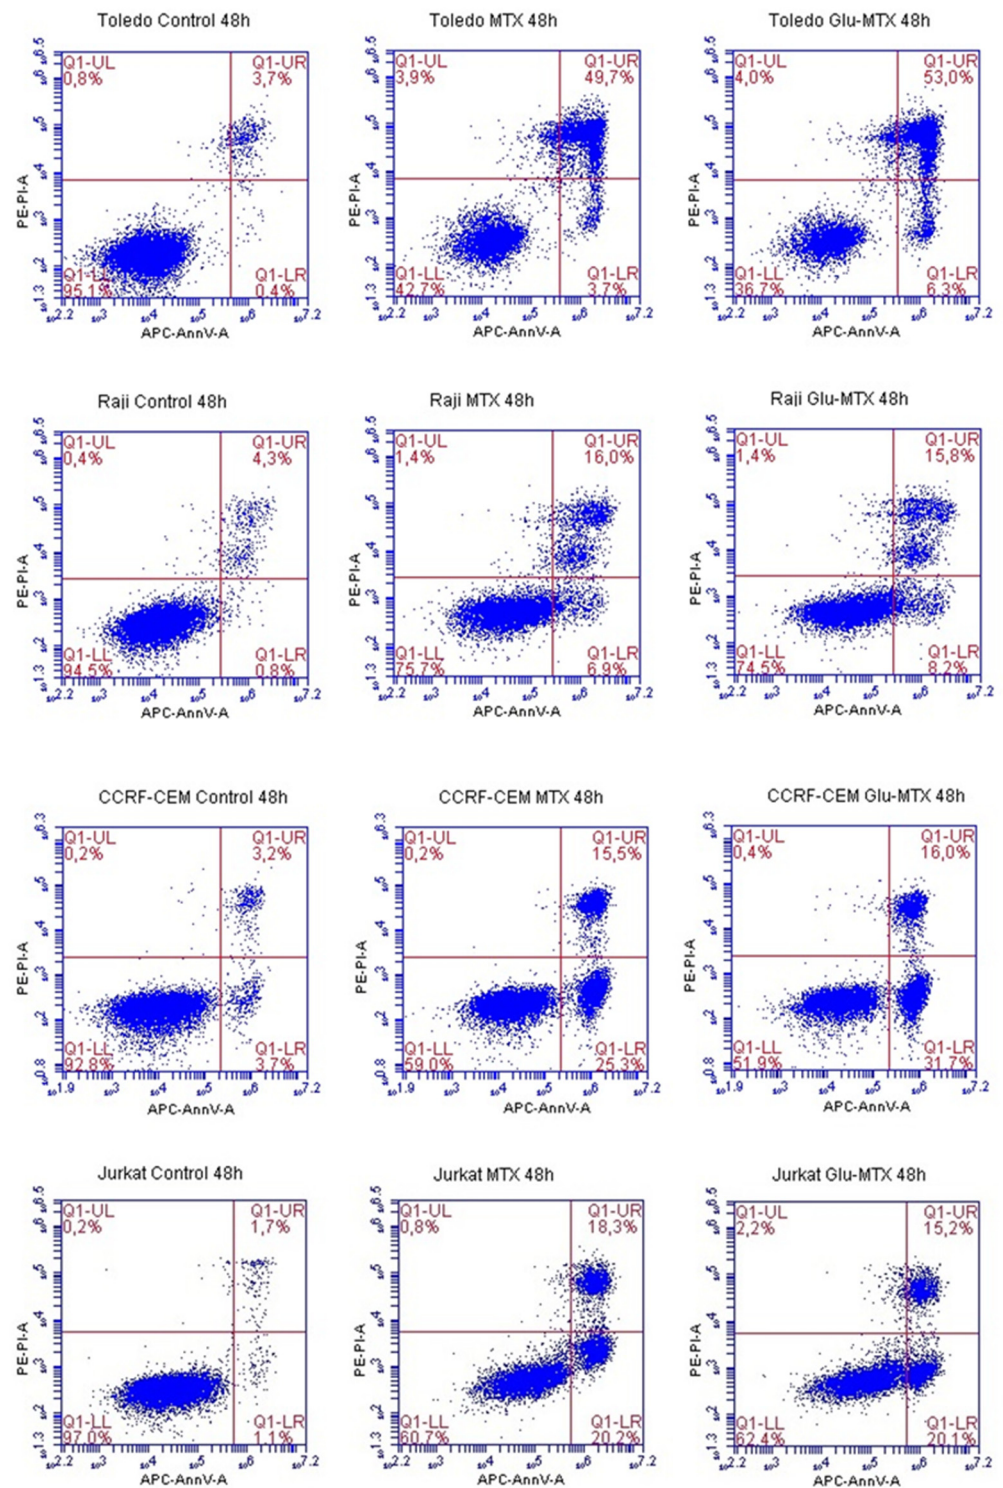 Toledo Control 48h
Toledo MTX 48h
Toledo Glu-MTX 48h
Q1-UL Q1-UR
0,8% 3,7%
Q1-LL Q1-LR
95,1% 0,4%
PE-PI-A
APC-AnnV-A
Q1-UL Q1-UR
3,9% 49,7%
Q1-LL Q1-LR
42,7% 3,7%
PE-PI-A
APC-AnnV-A
Q1-UL Q1-UR
4,0% 53,0%
Q1-LL Q1-LR
36,7% 6,3%
PE-PI-A
APC-AnnV-A
Raji Control 48h
Raji MTX 48h
Raji Glu-MTX 48h
Q1-UL Q1-UR
0,4% 4,3%
Q1-LL Q1-LR
94,5% 0,8%
PE-PI-A
APC-AnnV-A
Q1-UL Q1-UR
1,4% 16,0%
Q1-LL Q1-LR
75,7% 6,9%
PE-PI-A
APC-AnnV-A
Q1-UL Q1-UR
1,4% 15,8%
Q1-LL Q1-LR
74,5% 8,2%
PE-PI-A
APC-AnnV-A
CCRF-CEM Control 48h
CCRF-CEM MTX 48h
CCRF-CEM Glu-MTX 48h
Q1-UL Q1-UR
0,2% 3,2%
Q1-LL Q1-LR
92,8% 3,7%
PE-PI-A
APC-AnnV-A
Q1-UL Q1-UR
0,2% 15,5%
Q1-LL Q1-LR
59,0% 25,3%
PE-PI-A
APC-AnnV-A
Q1-UL Q1-UR
0,4% 16,0%
Q1-LL Q1-LR
51,9% 31,7%
PE-PI-A
APC-AnnV-A
Jurkat Control 48h
Jurkat MTX 48h
Jurkat Glu-MTX 48h
Q1-UL Q1-UR
0,2% 1,7%
Q1-LL Q1-LR
97,0% 1,1%
PE-PI-A
APC-AnnV-A
Q1-UL Q1-UR
0,8% 18,3%
Q1-LL Q1-LR
60,7% 20,2%
PE-PI-A
APC-AnnV-A
Q1-UL Q1-UR
2,2% 15,2%
Q1-LL Q1-LR
62,4% 20,1%
PE-PI-A
APC-AnnV-A